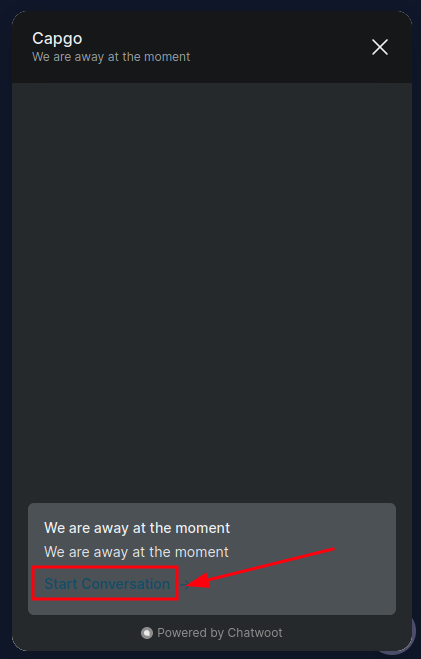 Capgo
We are away at the moment
We are away at the moment
We are away at the moment
Start Conversation
Powered by Chatwoot